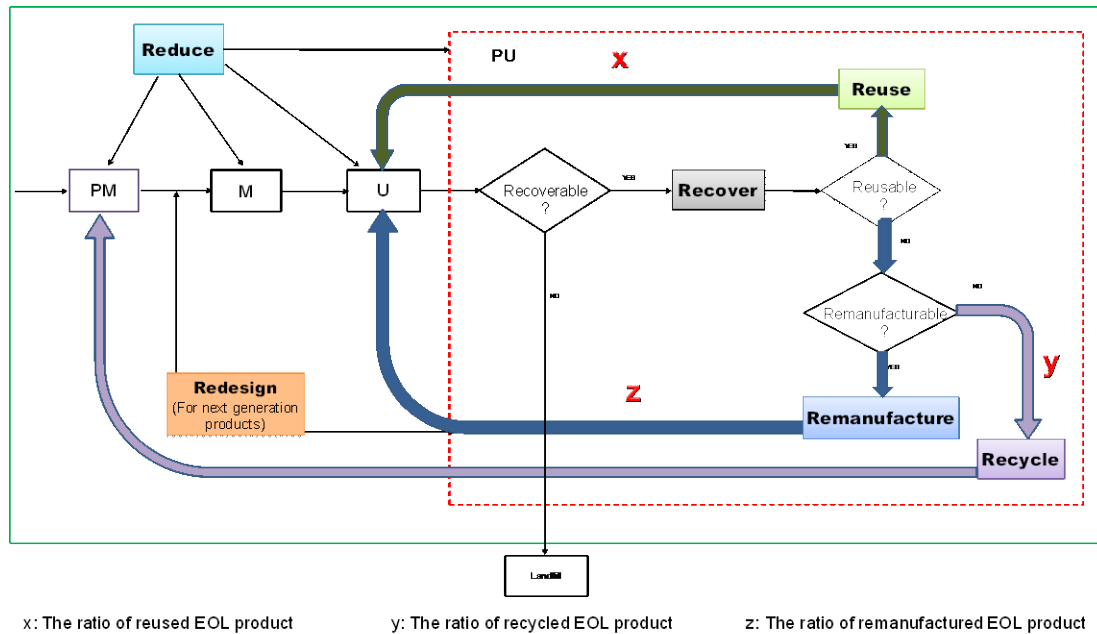 Reduce
PU
x
Reuse
YES
PM
M
U
Recoverable
?
YES
Recover
Reusable
?
NO
NO
Remanufacturable
?
NO
YES
y
Redesign
(For next generation
products)
z
Remanufacture
Recycle
Landfill
x: The ratio of reused EOL product
y: The ratio of recycled EOL product
z: The ratio of remanufactured EOL product